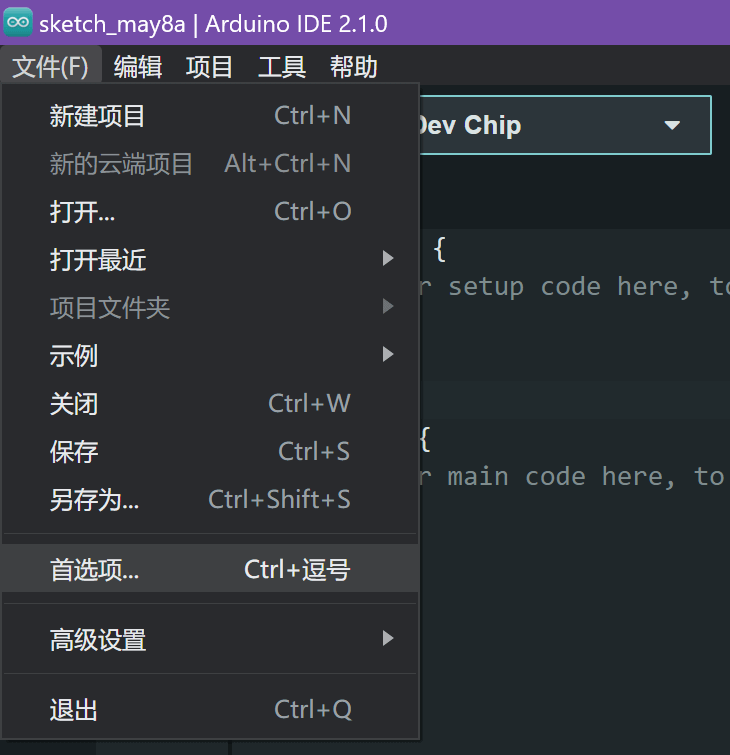 sketch_may8a | Arduino IDE 2.1.0
文件(F) 编辑 项目 工具 帮助
新建项目 Ctrl+N
Dev Chip
新的云端项目 Alt+Ctrl+N
打开... Ctrl+O
打开最近
{
项目文件夹
setup code here,
示例
关闭 Ctrl+W
保存 Ctrl+S
{
main code here, to
另存为... Ctrl+Shift+S
首选项... Ctrl+逗号
高级设置
退出 Ctrl+Q